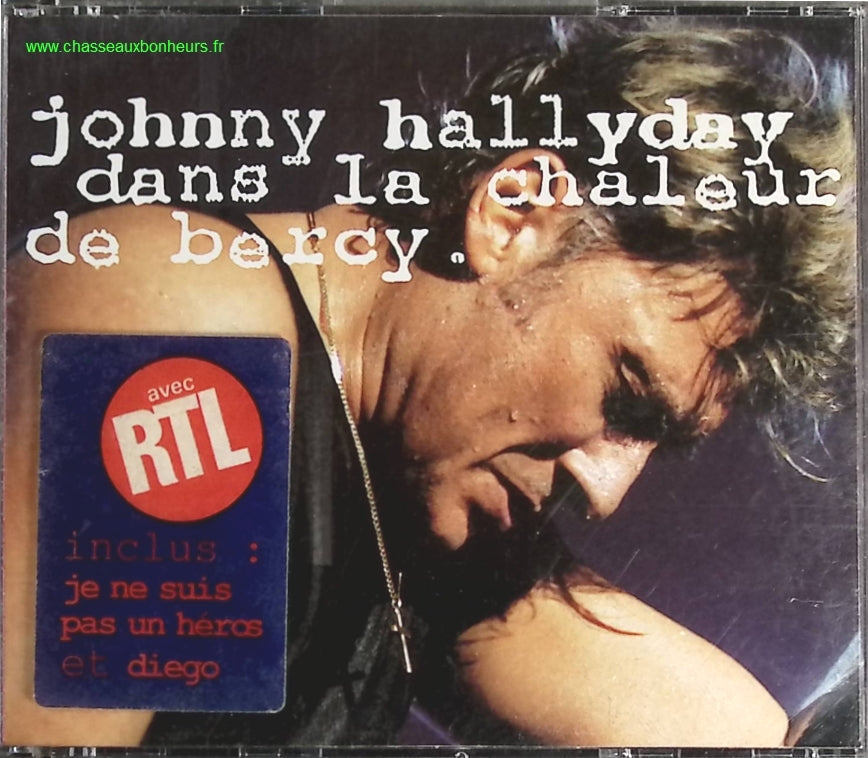 www.chasseauxbonheurs.fr
johnny hallyday
dans la chaleur
de bercy.
avec
RTL
inclus :
je ne suis
pas un héros
et diego